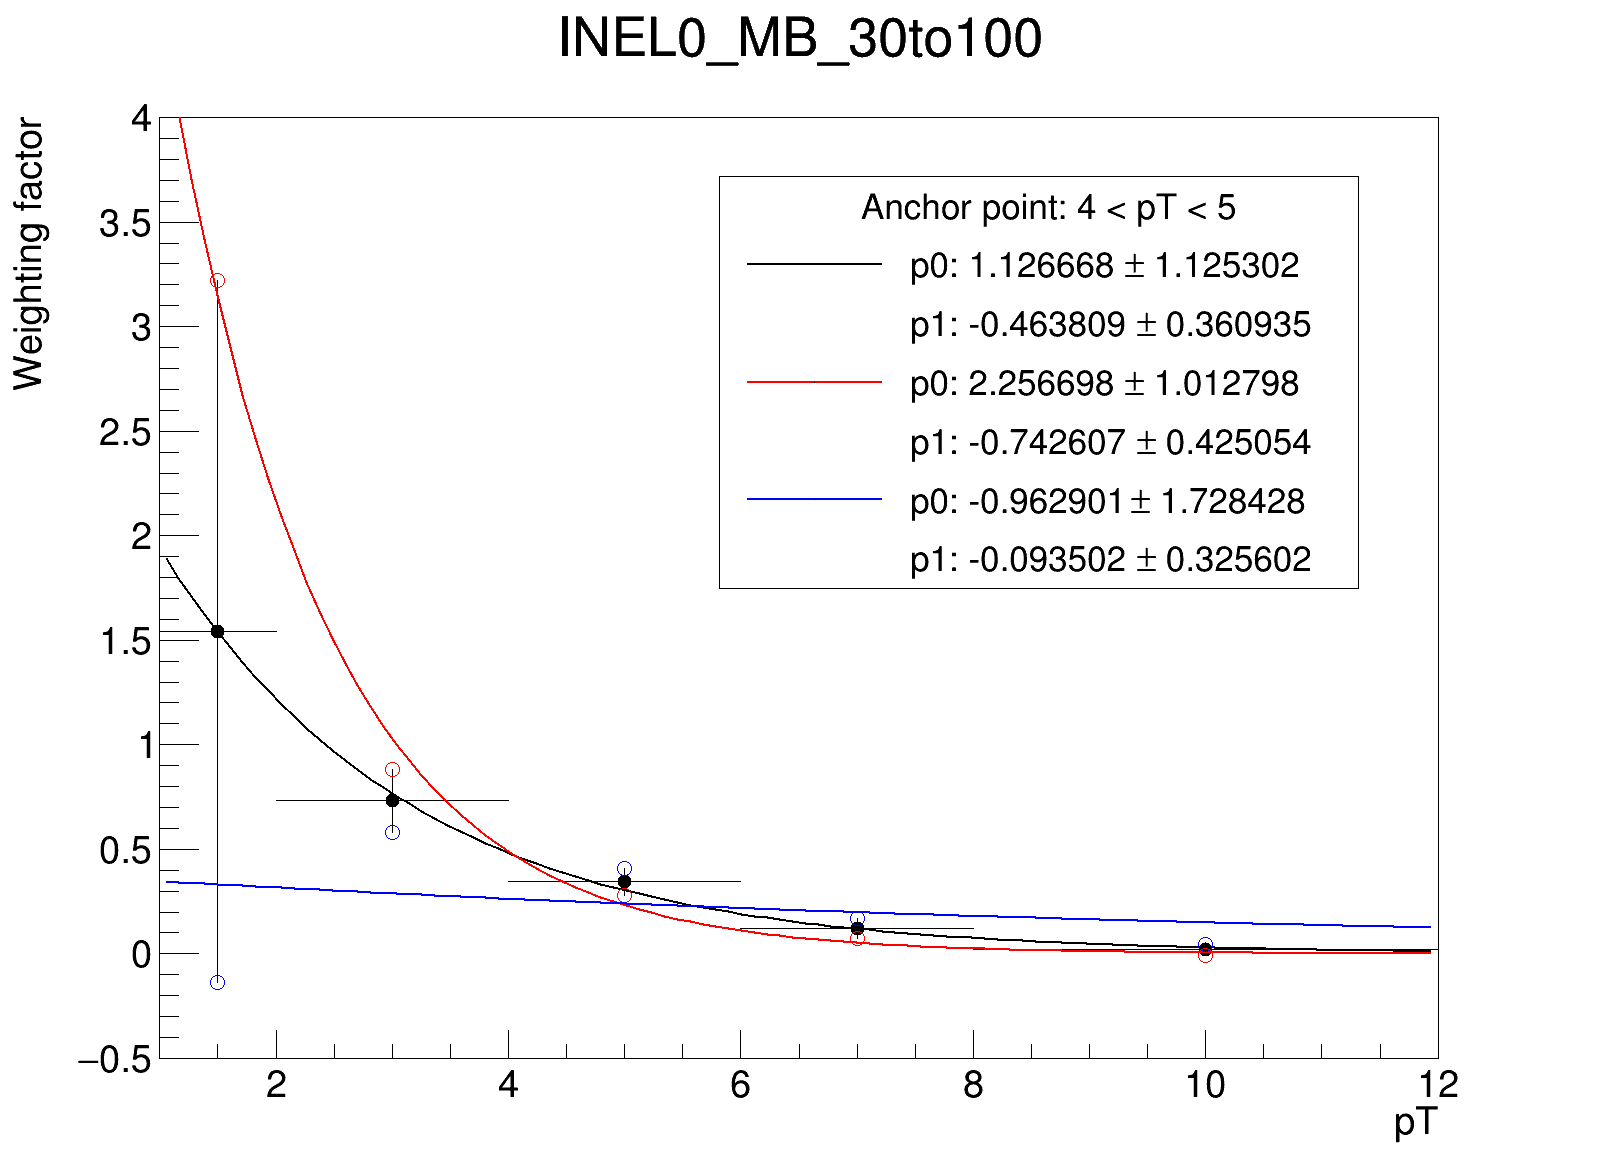 INEL0_MB_30to100
Weighting factor
4
3.5
3
2.5
2
1.5
1
0.5
0
−0.5
Anchor point: 4 < pT < 5
p0: 1.126668 ± 1.125302
p1: -0.463809 ± 0.360935
p0: 2.256698 ± 1.012798
p1: -0.742607 ± 0.425054
p0: -0.962901 ± 1.728428
p1: -0.093502 ± 0.325602
2 4 6 8 10 12
pT